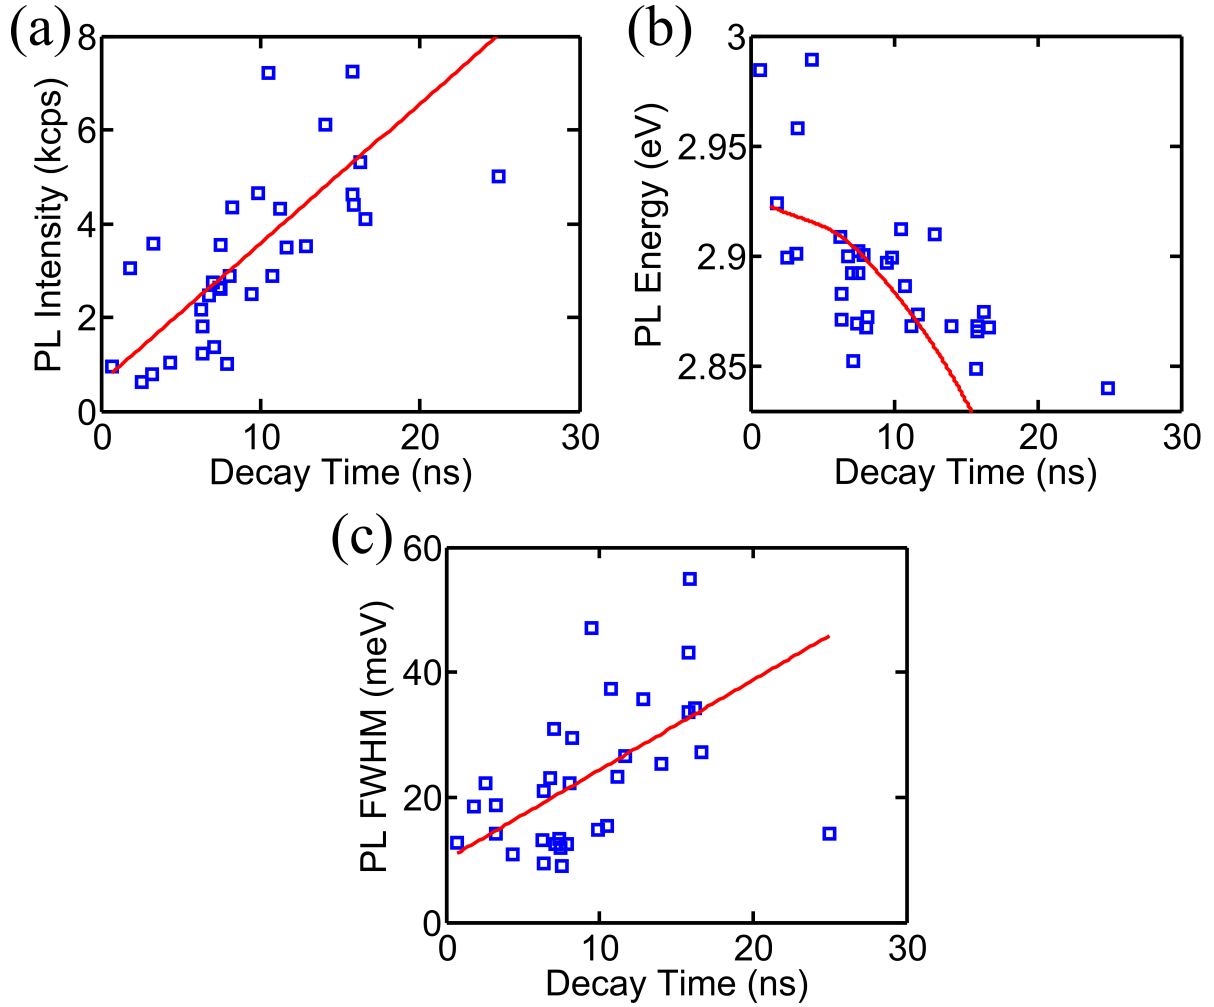 (a)
8
6
4
2
0
PL Intensity (kcps)
0 10 20 30
Decay Time (ns)
(b)
3
2.95
2.9
2.85
PL Energy (eV)
0 10 20 30
Decay Time (ns)
(c)
60
40
20
0
PL FWHM (meV)
0 10 20 30
Decay Time (ns)